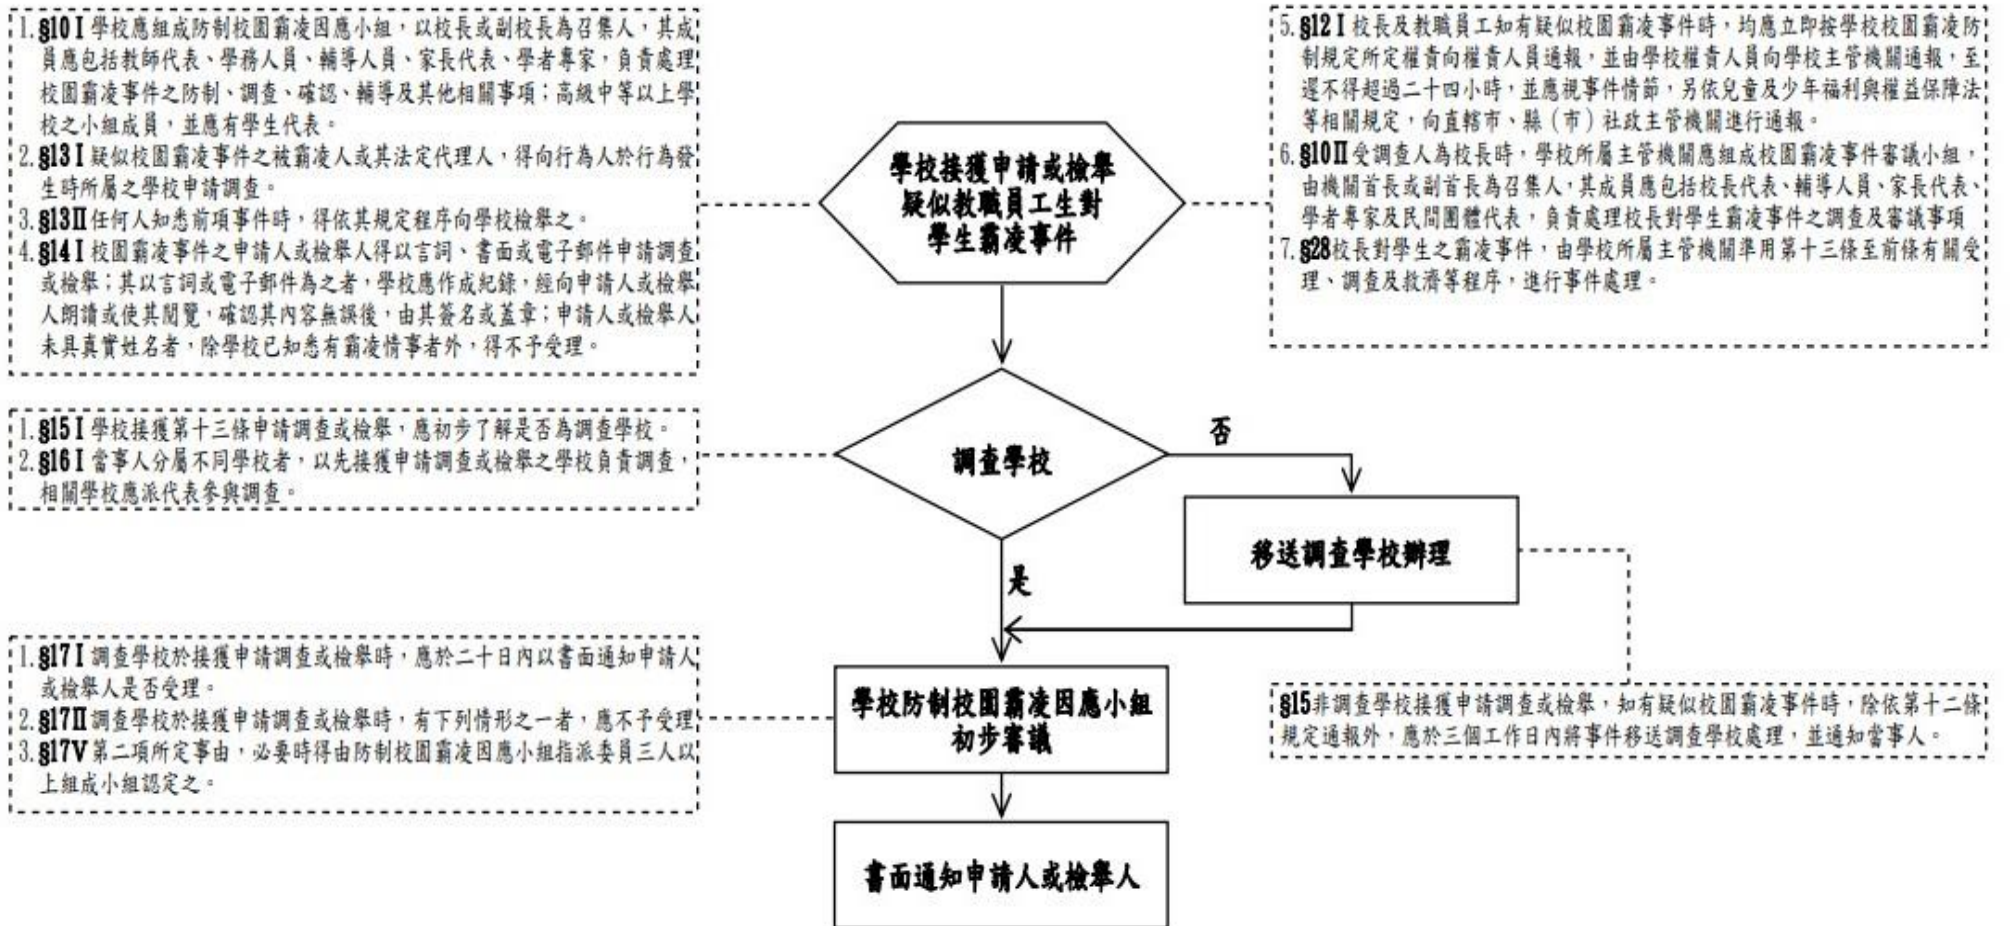 1.§10 I 學校應組成防制校園霸凌因應小組，以校長或副校長為召集人，其成
員應包括教師代表、學務人員、輔導人員、家長代表、學者專家，負責處理
校園霸凌事件之防制、調查、確認、輔導及其他相關事項；高級中等以上學
校之小組成員，並應有學生代表。
2.§13 I 疑似校園霸凌事件之被霸凌人或其法定代理人，得向行為人於行為發
生時所屬之學校申請調查。
3.§13II任何人知悉前項事件時，得依其規定程序向學校檢舉之。
4.§14 I 校園霸凌事件之申請人或檢舉人得以言詞、書面或電子郵件申請調查
或檢舉；其以言詞或電子郵件為之者，學校應作成紀錄，經向申請人或檢舉
人朗讀或使其閱覽，確認其內容無誤後，由其簽名或蓋章；申請人或檢舉人
未具真實姓名者，除學校已知悉有霸凌情事者外，得不予受理。
學校接獲申請或檢舉
疑似教職員工生對
學生霸凌事件
5.§12 I 校長及教職員工知有疑似校園霸凌事件時，均應立即按學校校園霸凌防
制規定所定權責向權責人員通報，並由學校權責人員向學校主管機關通報，至
遲不得超過二十四小時，並應視事件情節，另依兒童及少年福利與權益保障法
等相關規定，向直轄市、縣（市）社政主管機關進行通報。
6.§10II受調查人為校長時，學校所屬主管機關應組成校園霸凌事件審議小組，
由機關首長或副首長為召集人，其成員應包括校長代表、輔導人員、家長代表、
學者專家及民間團體代表，負責處理校長對學生霸凌事件之調查及審議事項
7.§28校長對學生之霸凌事件，由學校所屬主管機關準用第十三條至前條有關受
理、調查及救濟等程序，進行事件處理。
1.§15 I 學校接獲第十三條申請調查或檢舉，應初步了解是否為調查學校。
2.§16 I 當事人分屬不同學校者，以先接獲申請調查或檢舉之學校負責調查，
相關學校應派代表參與調查。
調查學校
否
移送調查學校辦理
是
1.§17 I 調查學校於接獲申請調查或檢舉時，應於二十日內以書面通知申請人
或檢舉人是否受理。
2.§17II調查學校於接獲申請調查或檢舉時，有下列情形之一者，應不予受理
3.§17V 第二項所定事由，必要時得由防制校園霸凌因應小組指派委員三人以
上組成小組認定之。
學校防制校園霸凌因應小組
初步審議
§15非調查學校接獲申請調查或檢舉，知有疑似校園霸凌事件時，除依第十二條
規定通報外，應於三個工作日內將事件移送調查學校處理，並通知當事人。
書面通知申請人或檢舉人